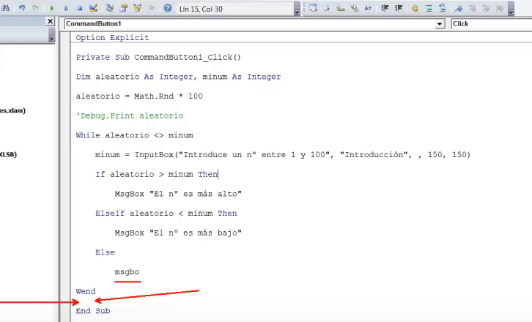 Lín 15, Col 30
CommandButton1
Click
Option Explicit
Private Sub CommandButton1_Click()
Dim aleatorio As Integer, minum As Integer
aleatorio = Math.Rnd * 100
'Debug.Print aleatorio
es.xlam)
While aleatorio <> minum
XLSB)
minum = InputBox("Introduce un nº entre 1 y 100", "Introducción", , 150, 150)
If aleatorio > minum Then
MsgBox "El nº es más alto"
ElseIf aleatorio < minum Then
MsgBox "El nº es más bajo"
Else
msgbo
Wend
End Sub